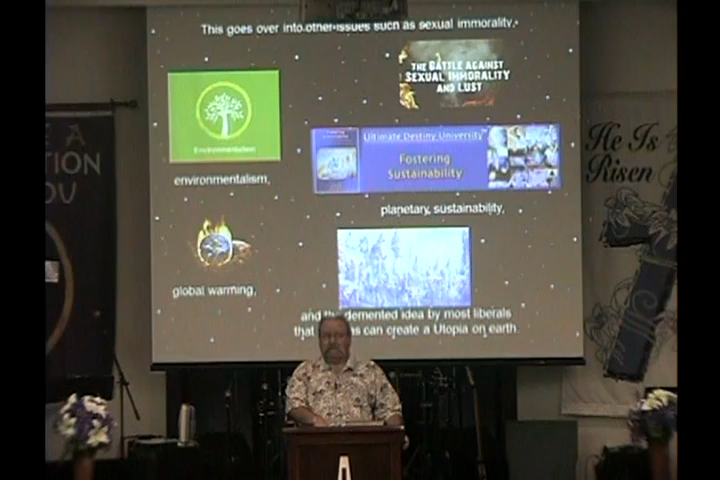 This goes over into other issues such as sexual immorality.
THE BATTLE AGAINST
SEXUAL IMMORALITY
AND LUST
Environmentalism
environmentalism,
Ultimate Destiny University
Fostering
Sustainability
planetary, sustainability,
global warming,
and demented idea by most liberals
that can create a Utopia on earth.
He Is
Risen
A
TION
OU
A